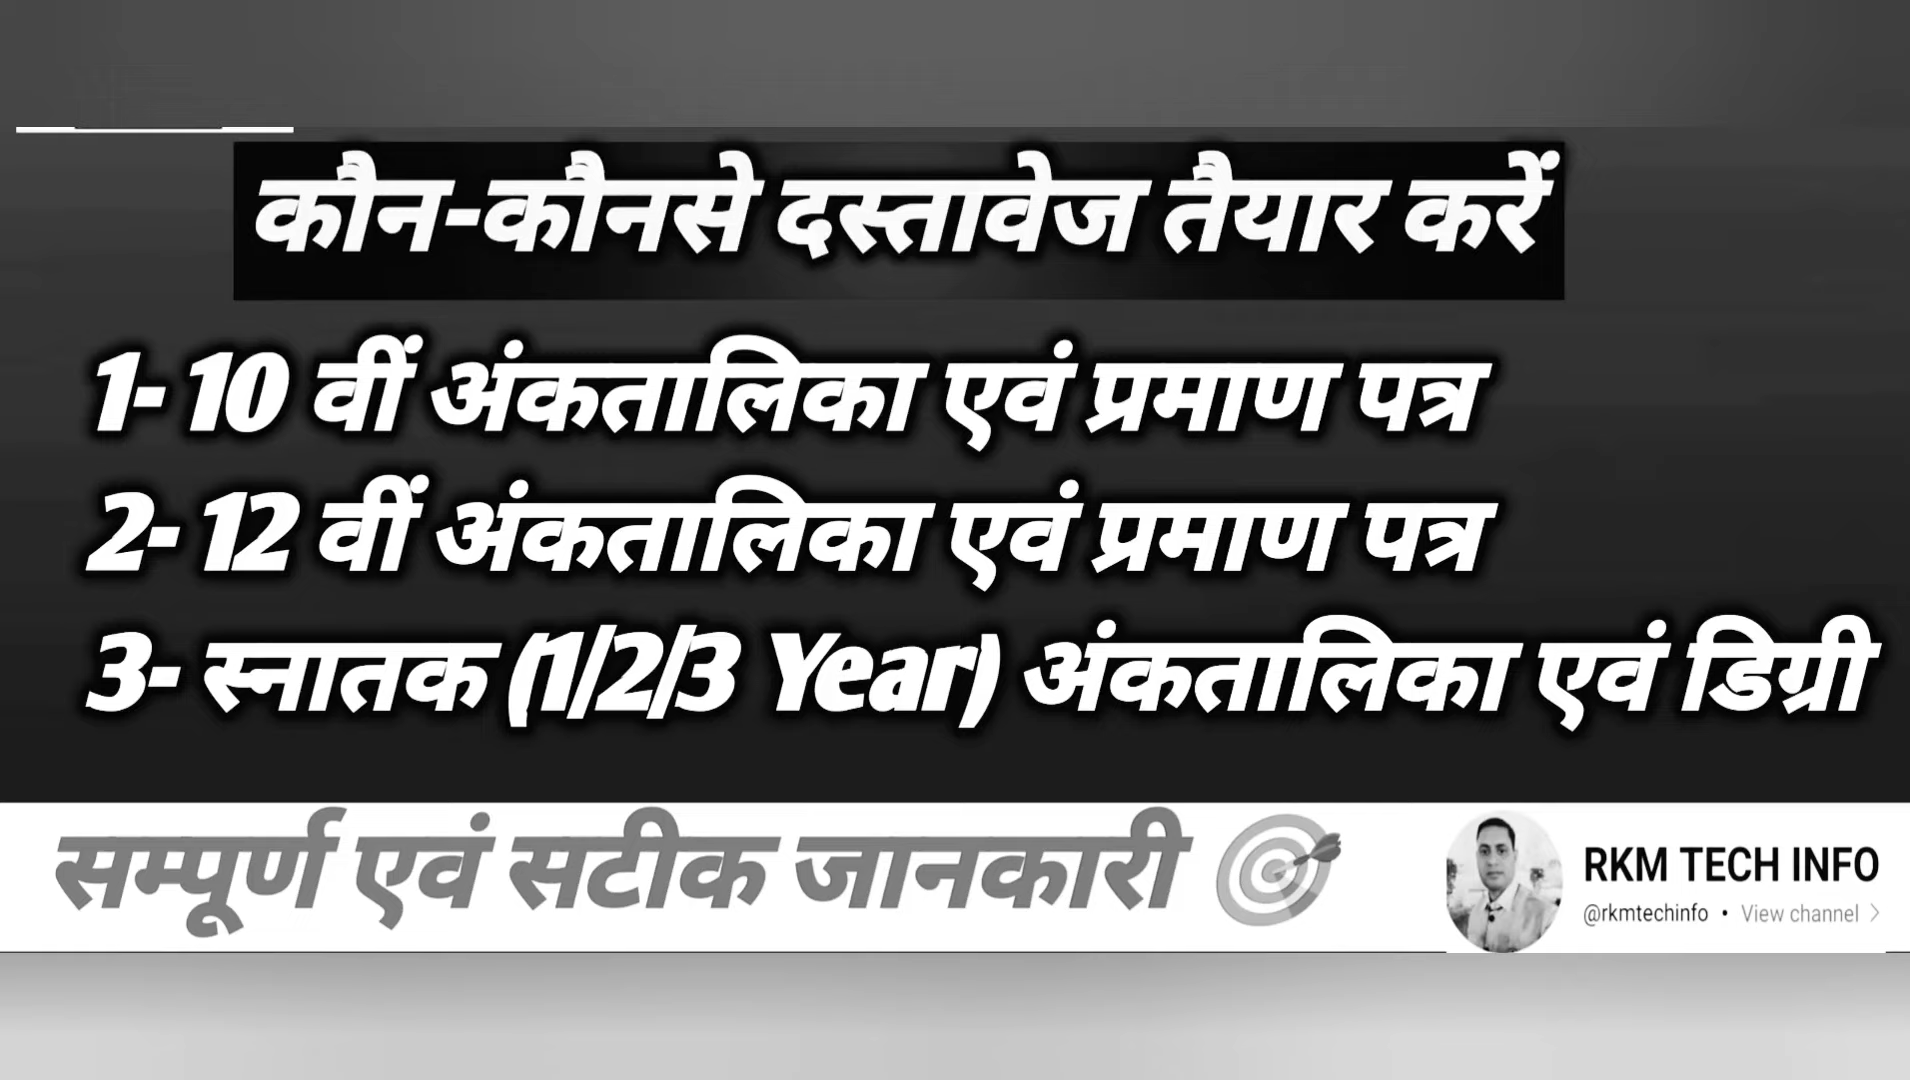 कौन-कौनसे दस्तावेज तैयार करें
1- 10 वीं अंकतालिका एवं प्रमाण पत्र
2- 12 वीं अंकतालिका एवं प्रमाण पत्र
3- स्नातक (1/2/3 Year) अंकतालिका एवं डिग्री
सम्पूर्ण एवं सटीक जानकारी
RKM TECH INFO
@rkmtechinfo • View channel >